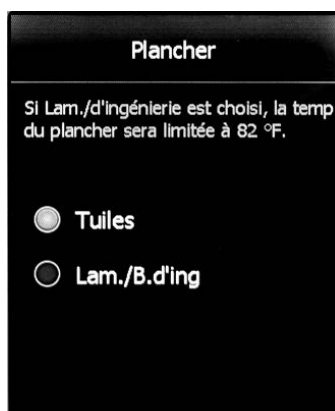 Plancher
Si Lam./d'ingénierie est choisi, la temp
du plancher sera limitée à 82 °F.
Tuiles
Lam./B.d'ing